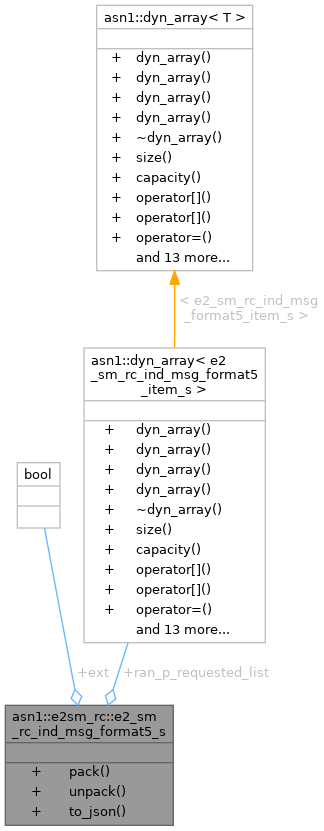 asn1::dyn_array< T >
+ dyn_array()
+ dyn_array()
+ dyn_array()
+ dyn_array()
+ ~dyn_array()
+ size()
+ capacity()
+ operator[]()
+ operator[]()
+ operator=()
and 13 more...
< e2_sm_rc_ind_msg
_format5_item_s >
asn1::dyn_array< e2
_sm_rc_ind_msg_format5
_item_s >
+ dyn_array()
+ dyn_array()
+ dyn_array()
+ dyn_array()
+ ~dyn_array()
+ size()
+ capacity()
+ operator[]()
+ operator[]()
+ operator=()
and 13 more...
bool
+ext
+ran_p_requested_list
asn1::e2sm_rc::e2_sm
_rc_ind_msg_format5_s
+ pack()
+ unpack()
+ to_json()